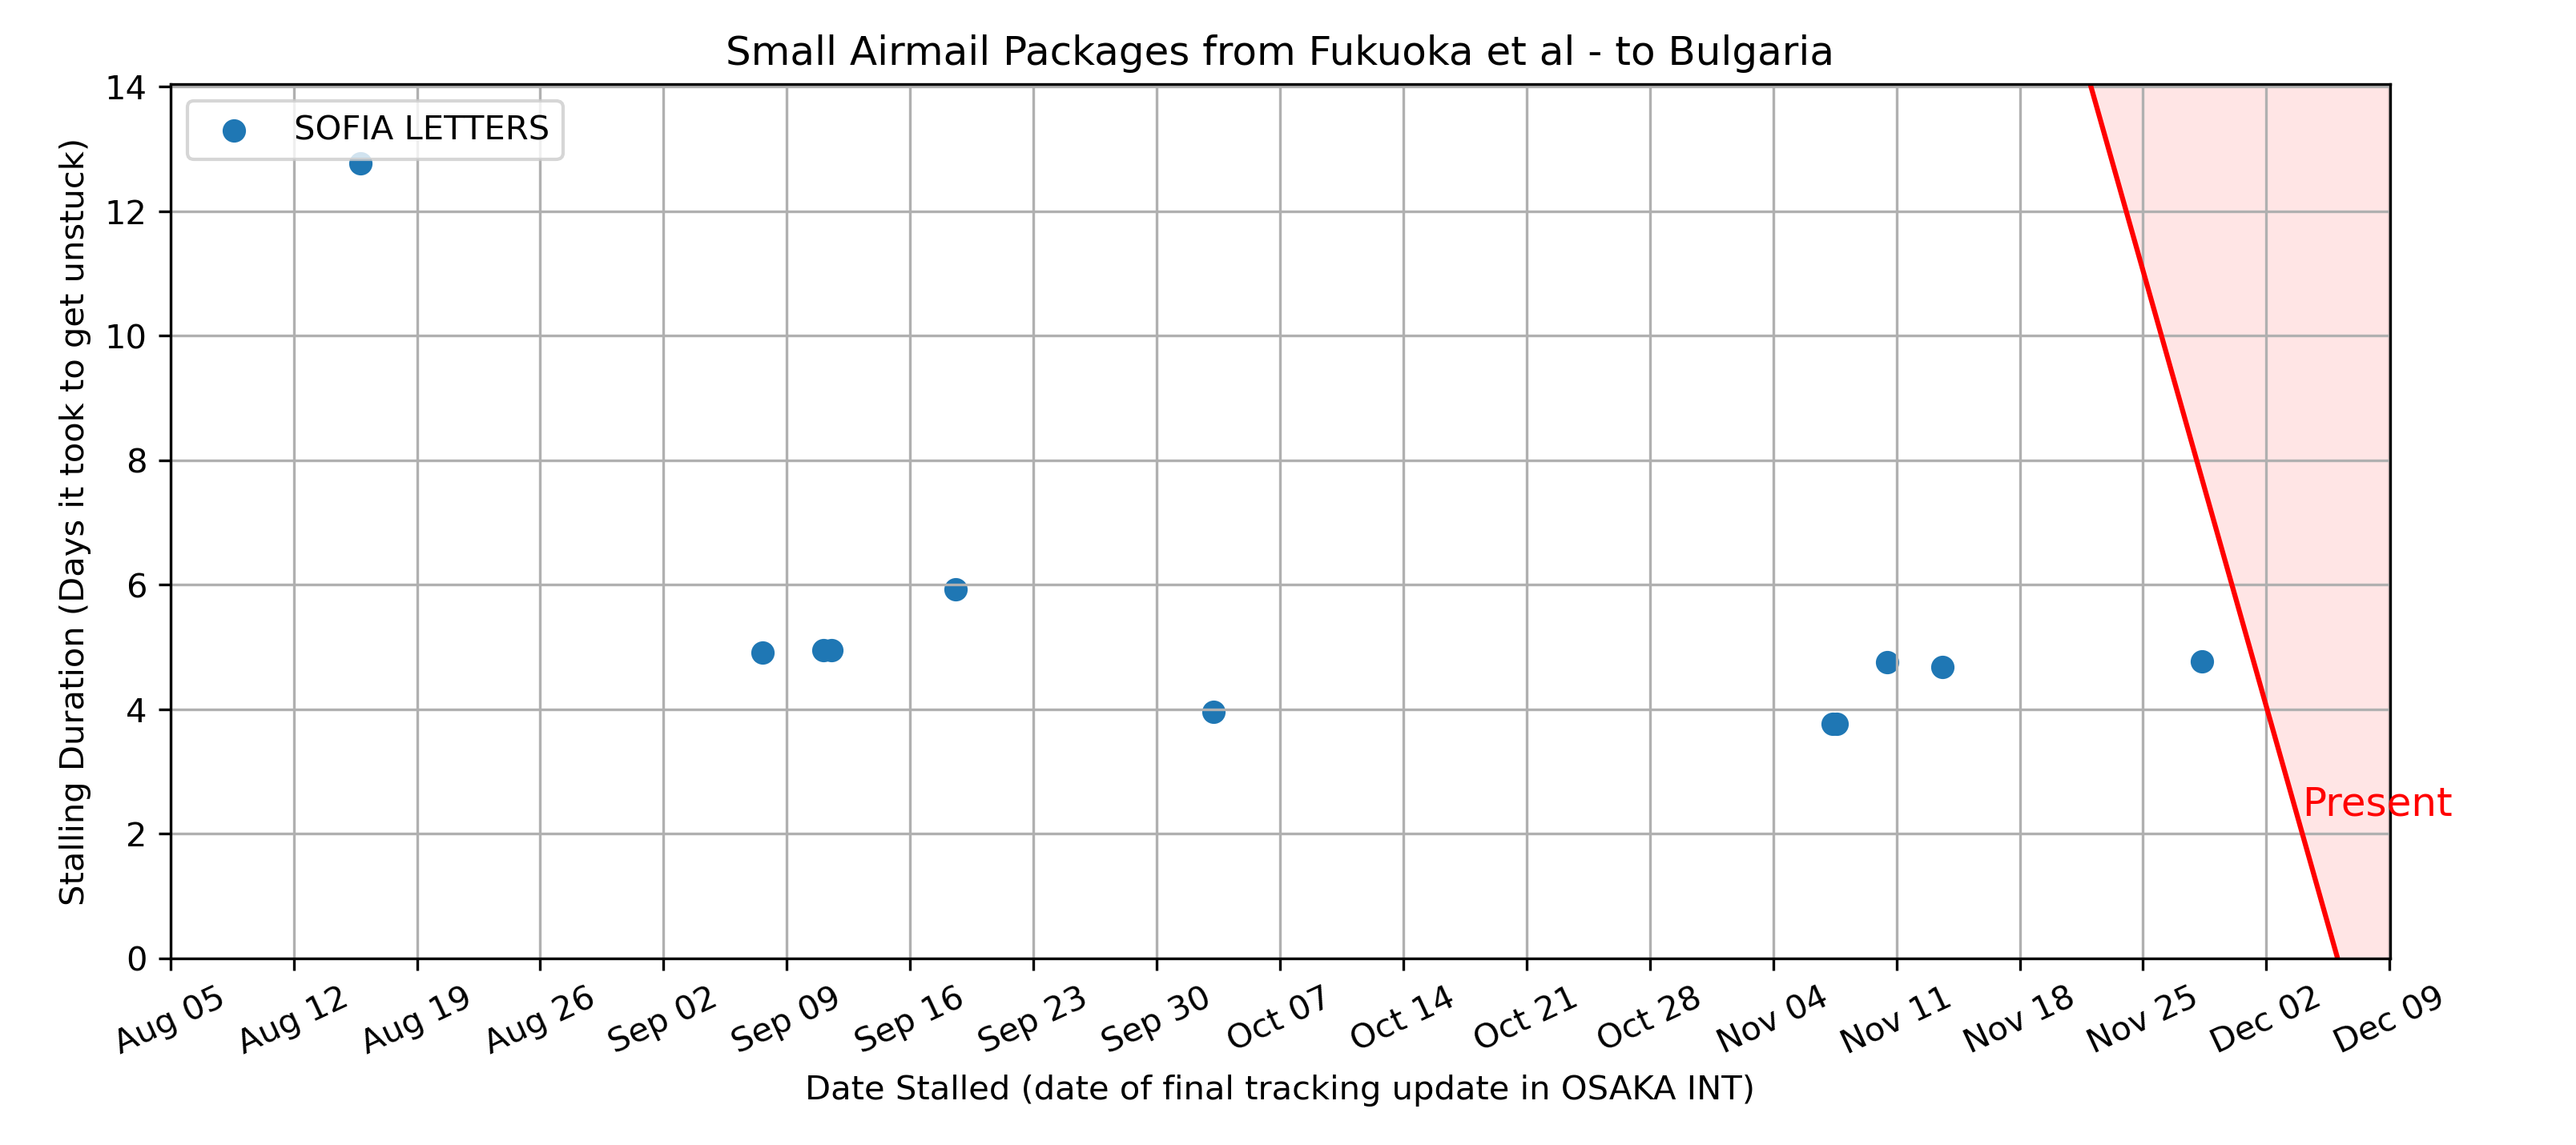 Small Airmail Packages from Fukuoka et al - to Bulgaria
SOFIA LETTERS
Stalling Duration (Days it took to get unstuck)
14
12
10
8
6
4
2
0
Present
Aug 05
Aug 12
Aug 19
Aug 26
Sep 02
Sep 09
Sep 16
Sep 23
Sep 30
Oct 07
Oct 14
Oct 21
Oct 28
Nov 04
Nov 11
Nov 18
Nov 25
Dec 02
Dec 09
Date Stalled (date of final tracking update in OSAKA INT)